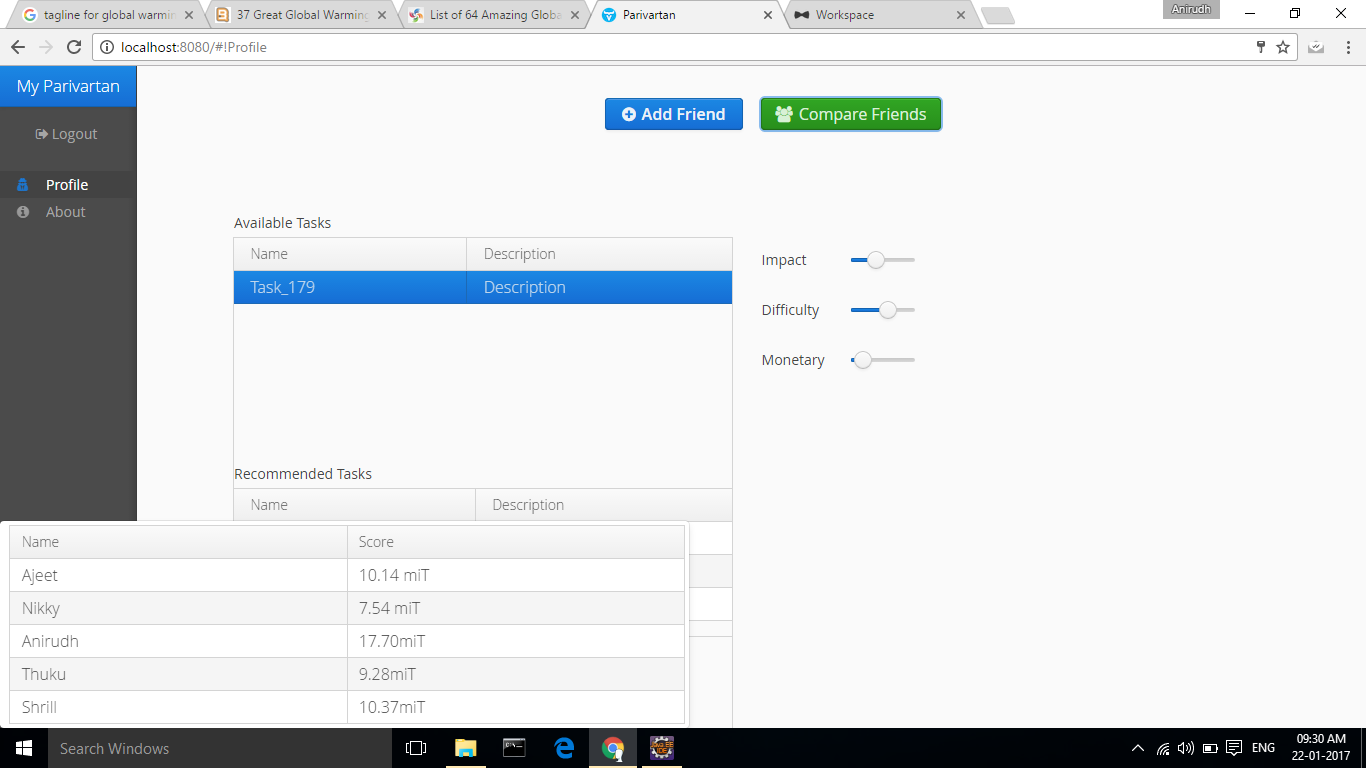 tagline for global warmin
37 Great Global Warming
List of 64 Amazing Globa
Parivartan
Workspace
Anirudh
localhost:8080/#!Profile
My Parivartan
Logout
Profile
About
Add Friend
Compare Friends
Available Tasks
Name Description
Task_179 Description
Impact
Difficulty
Monetary
Recommended Tasks
Name Description
Name Score
Ajeet 10.14 miT
Nikky 7.54 miT
Anirudh 17.70miT
Thuku 9.28miT
Shrill 10.37miT
Search Windows
ENG
09:30 AM
22-01-2017